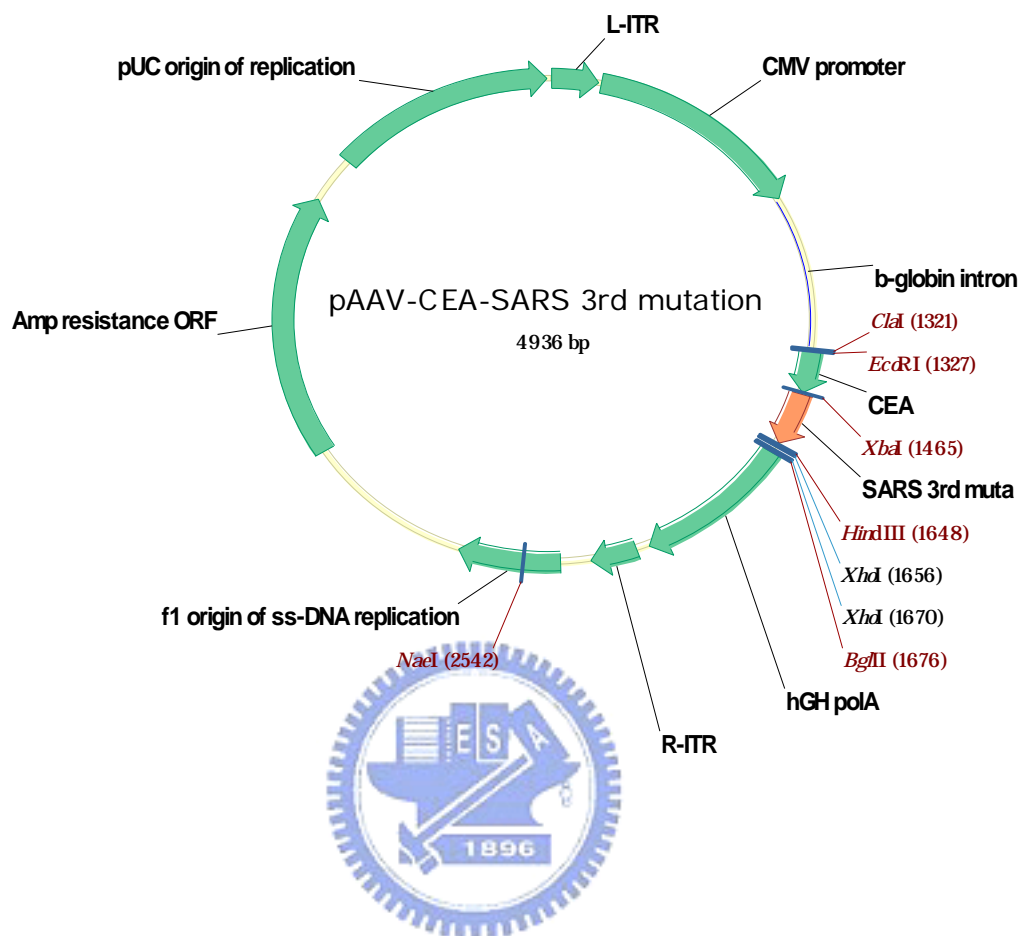 L-ITR
pUC origin of replication
CMV promoter
b-globin intron
pAAV-CEA-SARS 3rd mutation
4936 bp
Amp resistance ORF
ClaI (1321)
EcoRI (1327)
CEA
XbaI (1465)
SARS 3rd muta
HindIII (1648)
XhoI (1656)
f1 origin of ss-DNA replication
XhoI (1670)
NaeI (2542)
BglII (1676)
hGH polA
R-ITR
E S A
1896